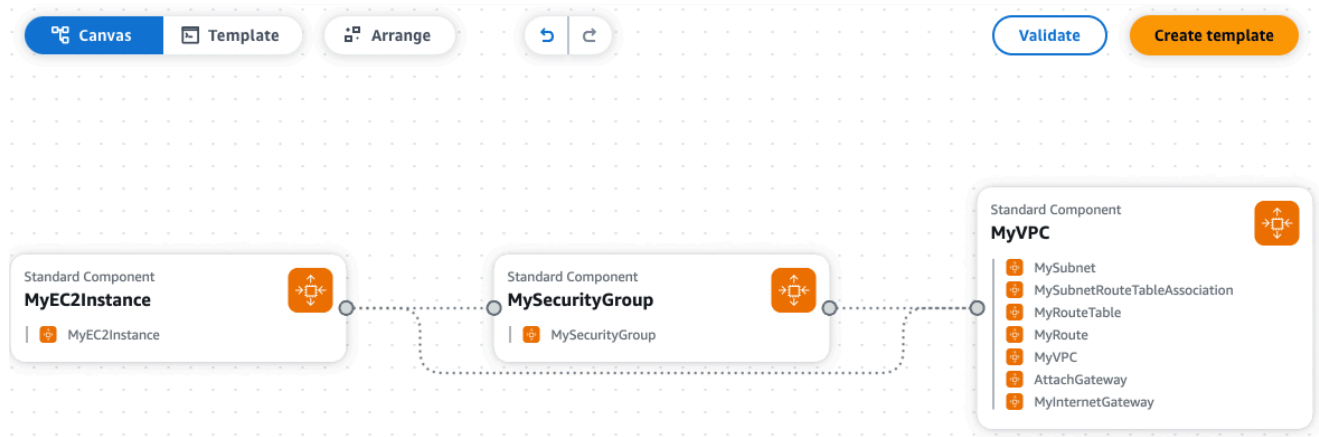 Canvas
Template
Arrange
Validate
Create template
Standard Component
MyEC2Instance
MyEC2Instance
Standard Component
MySecurityGroup
MySecurityGroup
Standard Component
MyVPC
MySubnet
MySubnetRouteTableAssociation
MyRouteTable
MyRoute
MyVPC
AttachGateway
MyInternetGateway